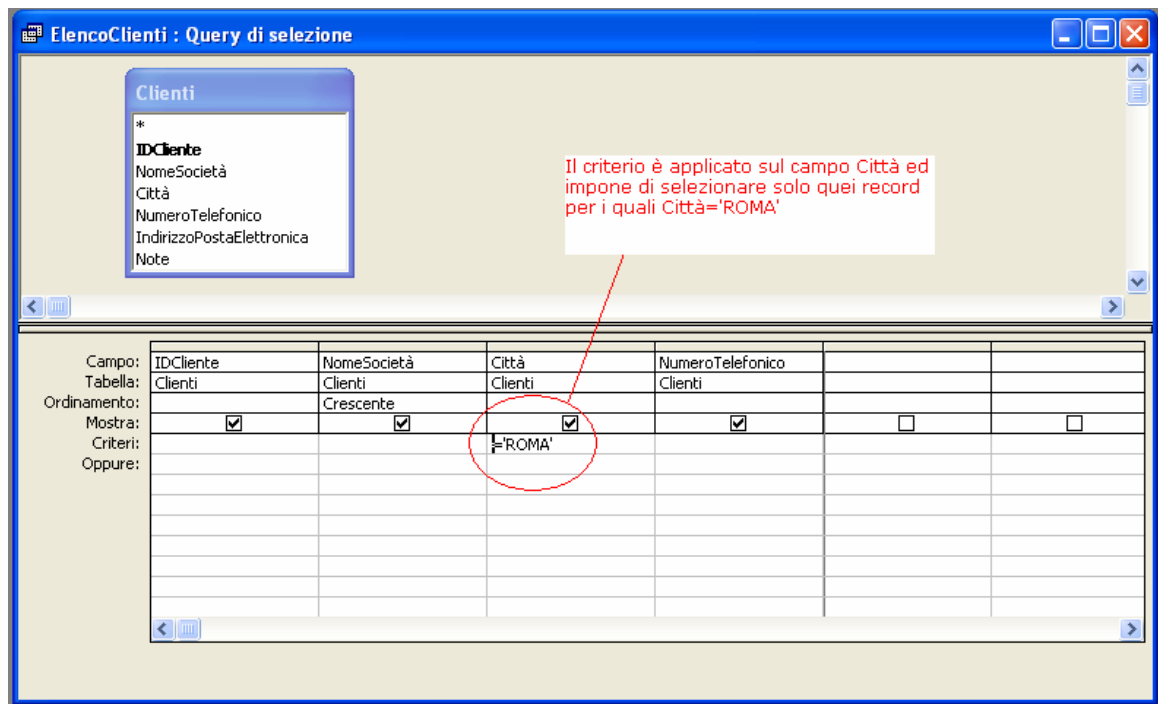 ElencoClienti : Query di selezione
Clienti
*
IDCliente
NomeSocietà
Città
NumeroTelefonico
IndirizzoPostaElettronica
Note
Il criterio è applicato sul campo Città ed
impone di selezionare solo quei record
per i quali Città='ROMA'
Campo: IDCliente NomeSocietà Città NumeroTelefonico
Tabella: Clienti Clienti Clienti Clienti
Ordinamento: Crescente
Mostra:
Criteri: ='ROMA'
Oppure: